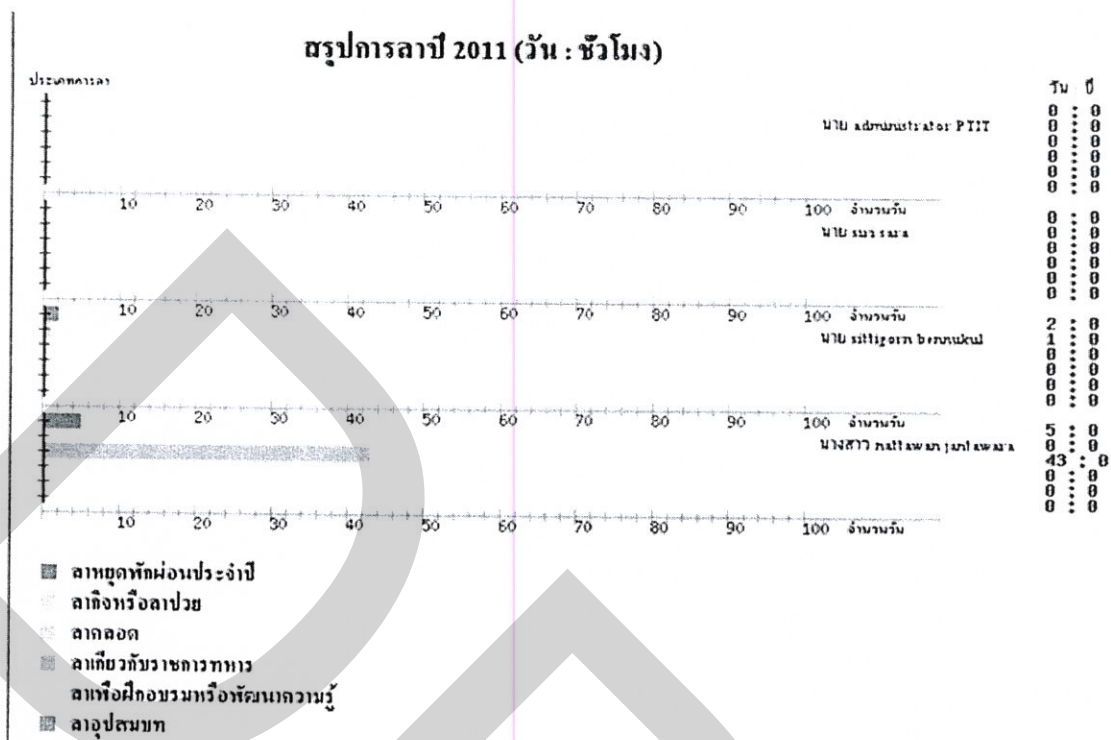 สรุปการลาปี 2011 (วัน : ชั่วโมง)
ประเภทการลา
วัน ปี
นาย administrator PTIT
0 : 0
0 : 0
0 : 0
0 : 0
0 : 0
0 : 0
10 20 30 40 50 60 70 80 90 100 จำนวนวัน
นาย sura sara
0 : 0
0 : 0
0 : 0
0 : 0
0 : 0
0 : 0
10 20 30 40 50 60 70 80 90 100 จำนวนวัน
นาย sittigorn bennukul
2 : 0
1 : 0
0 : 0
0 : 0
0 : 0
0 : 0
10 20 30 40 50 60 70 80 90 100 จำนวนวัน
นางสาว nattawan jantawara
5 : 0
0 : 0
43 : 0
0 : 0
0 : 0
0 : 0
10 20 30 40 50 60 70 80 90 100 จำนวนวัน
ลาหยุดพักผ่อนประจำปี
ลากิจหรือลาป่วย
ลาคลอด
ลาเกี่ยวกับราชการทหาร
ลาเพื่อฝึกอบรมหรือพัฒนาความรู้
ลาอุปสมบท